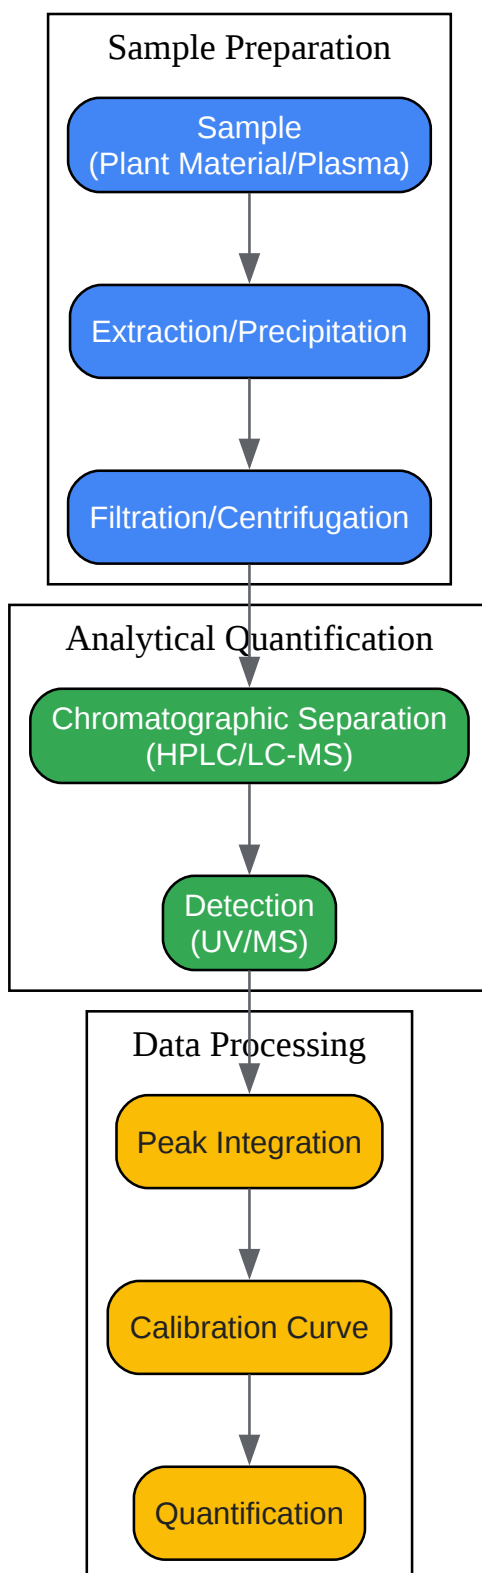 Sample Preparation
Sample
(Plant Material/Plasma)
Extraction/Precipitation
Filtration/Centrifugation
Analytical Quantification
Chromatographic Separation
(HPLC/LC-MS)
Detection
(UV/MS)
Data Processing
Peak Integration
Calibration Curve
Quantification